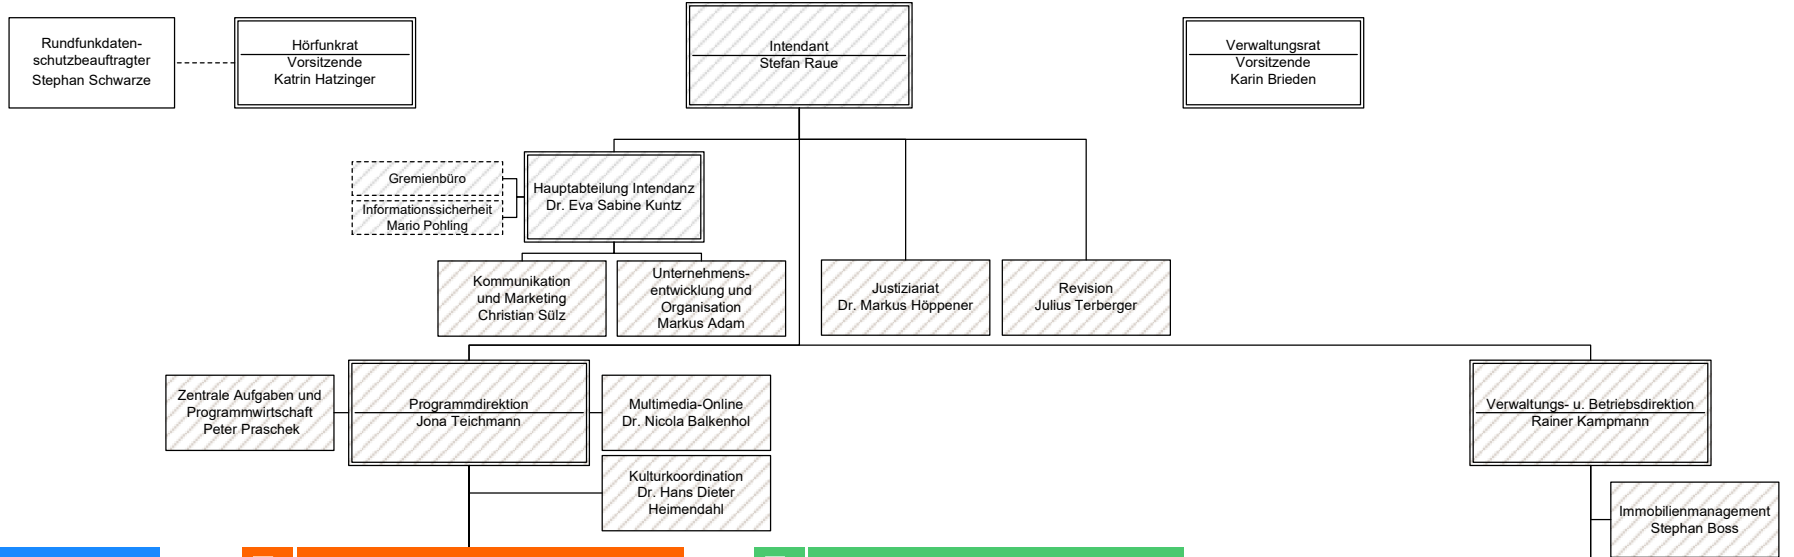 Rundfunkdaten-
schutzbeauftragter
Stephan Schwarze
Hörfunkrat
Vorsitzende
Katrin Hatzinger
Intendant
Stefan Raue
Verwaltungsrat
Vorsitzende
Karin Brieden
Gremienbüro
Informationssicherheit
Mario Pohling
Hauptabteilung Intendanz
Dr. Eva Sabine Kuntz
Kommunikation
und Marketing
Christian Sülz
Unternehmens-
entwicklung und
Organisation
Markus Adam
Justiziariat
Dr. Markus Höppener
Revision
Julius Terberger
Zentrale Aufgaben und
Programmwirtschaft
Peter Praschek
Programmdirektion
Jona Teichmann
Multimedia-Online
Dr. Nicola Balkenhol
Kulturkoordination
Dr. Hans Dieter
Heimendahl
Verwaltungs- u. Betriebsdirektion
Rainer Kampmann
Immobilienmanagement
Stephan Boss